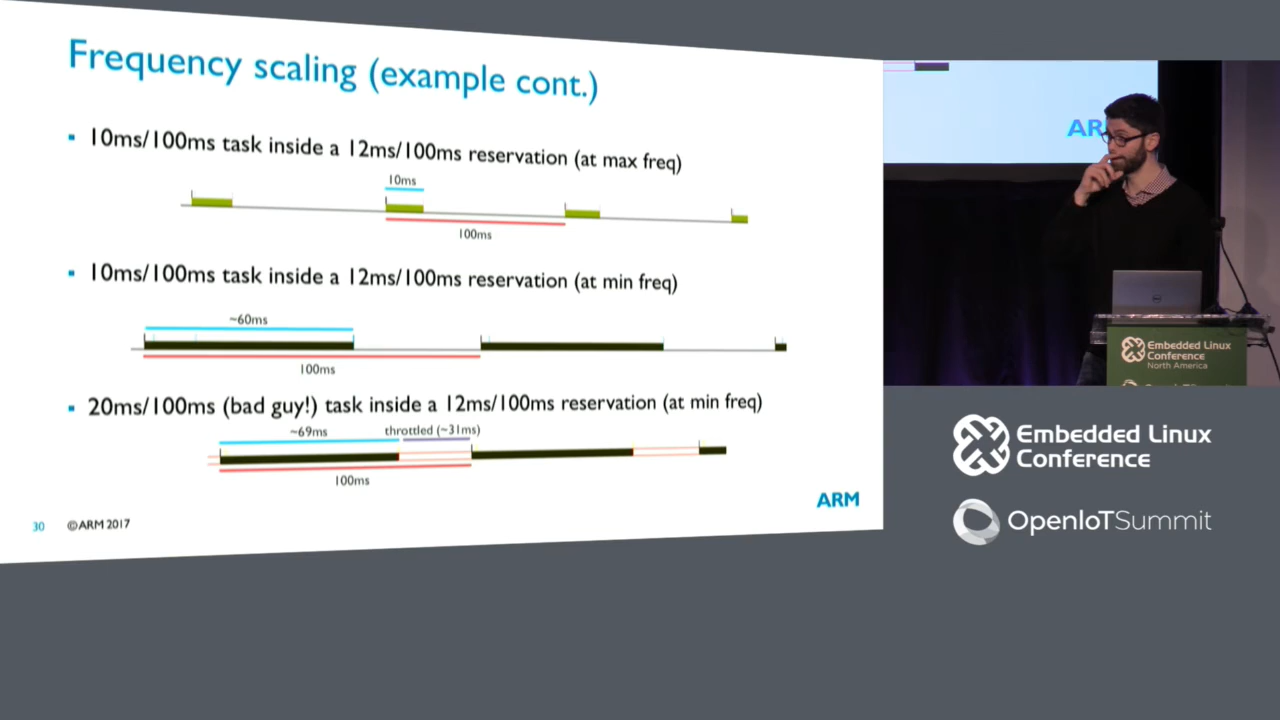 Frequency scaling (example cont.)
10ms/100ms task inside a 12ms/100ms reservation (at max freq)
10ms
100ms
10ms/100ms task inside a 12ms/100ms reservation (at min freq)
~60ms
100ms
20ms/100ms (bad guy!) task inside a 12ms/100ms reservation (at min freq)
~69ms
throttled (~31ms)
100ms
ARM
30 ©ARM 2017
AR
Embedded Linux
Conference
North America
Embedded Linux
Conference
OpenIoTSummit